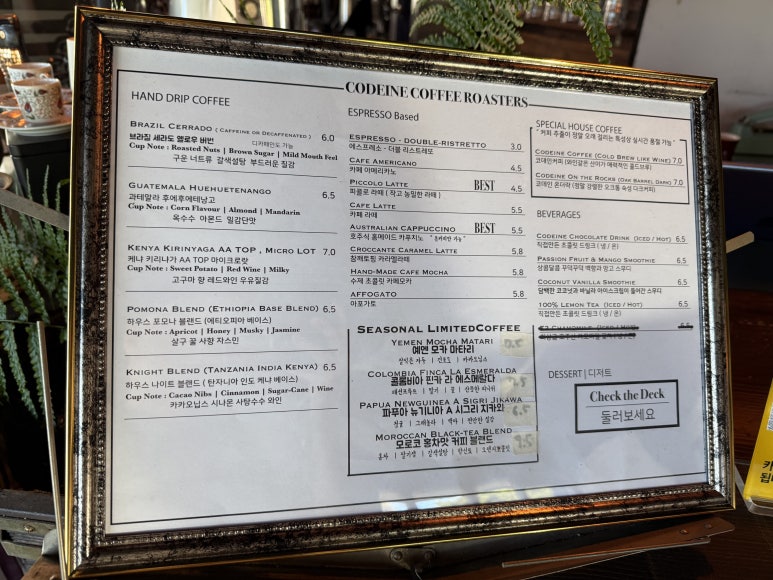 CODEINE COFFEE ROASTERS
HAND DRIP COFFEE
BRAZIL CERRADO ( CAFFEINE OR DECAFFEINATED ) 6.0
브라질 세라도 옐로우 버번 디카페인도 가능
Cup Note : Roasted Nuts | Brown Sugar | Mild Mouth Feel
구운 너트류 갈색설탕 부드러운 질감
GUATEMALA HUEHUETENANGO 6.5
과테말라 후에후에테낭고
Cup Note : Corn Flavour | Almond | Mandarin
옥수수 아몬드 밀감단맛
KENYA KIRINYAGA AA TOP , MICRO LOT 7.0
케냐 키리냐가 AA TOP 마이크로랏
Cup Note : Sweet Potato | Red Wine | Milky
고구마 향 레드와인 우유질감
POMONA BLEND (ETHIOPIA BASE BLEND) 6.5
하우스 포모나 블렌드 (에티오피아 베이스)
Cup Note : Apricot | Honey | Musky | Jasmine
살구 꿀 사향 자스민
KNIGHT BLEND (TANZANIA INDIA KENYA) 6.5
하우스 나이트 블렌드 ( 탄자니아 인도 케냐 베이스)
Cup Note : Cacao Nibs | Cinnamon | Sugar-Cane | Wine
카카오닙스 시나몬 사탕수수 와인
ESPRESSO Based
ESPRESSO - DOUBLE-RISTRETTO 3.0
에스프레소 - 더블 리스트레또
CAFE AMERICANO 4.5
카페 아메리카노
PICCOLO LATTE BEST 4.5
피콜로 라떼 ( 작고 농밀한 라떼)
CAFE LATTE 5.5
카페 라떼
AUSTRALIAN CAPPUCCINO BEST 5.5
호주식 홈메이드 카푸치노
CROCCANTE CARAMEL LATTE 5.8
참깨토핑 카라멜라떼
HAND-MADE CAFE MOCHA 5.8
수제 초콜릿 카페모카
AFFOGATO 5.8
아포가토
SEASONAL LIMITEDCOFFEE
YEMEN MOCHA MATARI
예멘 모카 마타리
COLOMBIA FINCA LA ESMERALDA
콜롬비아 핀카 라 에스메랄다
PAPUA NEWGUINEA A SIGRI JIKAWA
파푸아 뉴기니아 A 시그리 지카와
MOROCCAN BLACK-TEA BLEND
모로코 홍차맛 커피 블랜드
SPECIAL HOUSE COFFEE
" 커피 추출이 정말 오래 걸리는 특성상 실시간 품절 가능 "
CODEINE COFFEE (COLD BREW LIKE WINE) 7.0
코데인커피 (와인같은 산미가 매력적인 콜드브루)
CODEINE ON THE ROCKS (OAK BARREL DARK) 7.0
코데인 온더락 (정말 강렬한 오크통 숙성 다크커피)
BEVERAGES
CODEINE CHOCOLATE DRINK (ICED / HOT) 6.5
직접만든 초콜릿 드링크 ( 냉 / 온)
PASSION FRUIT & MANGO SMOOTHIE 6.5
상큼달콤 꾸덕꾸덕 백향과 망고 스무디
COCONUT VANILLA SMOOTHIE 6.5
담백한 코코넛과 바닐라 아이스크림이 들어간 스무디
100% LEMON TEA (ICED / HOT) 6.5
직접만든 초콜릿 드링크 ( 냉 / 온)
6.5
DESSERT | 디저트
Check the Deck
둘러보세요